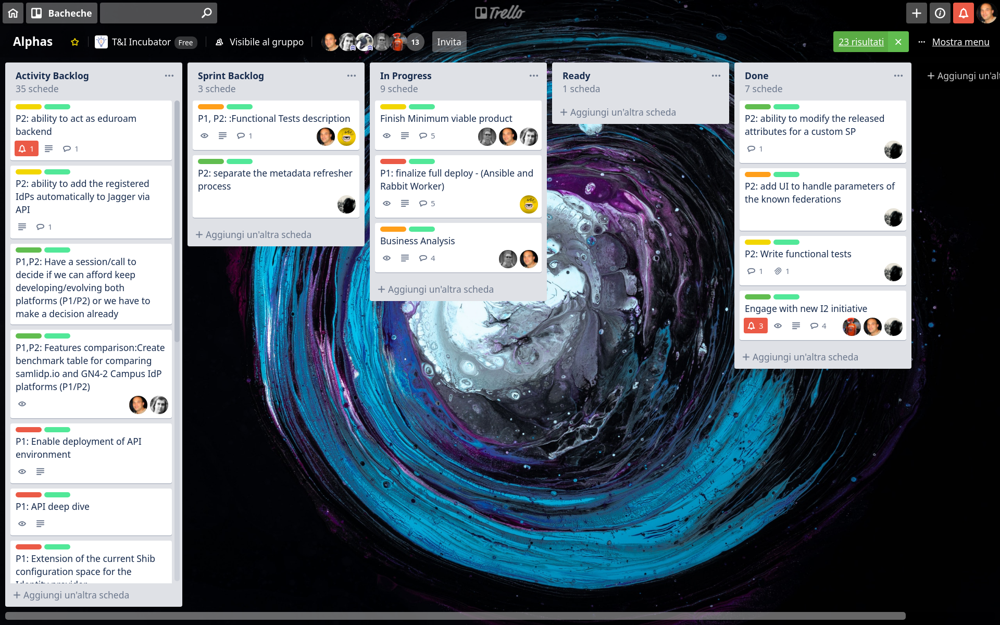 Bacheche
Trello
Alphas
T&I Incubator Free
Visibile al gruppo
13
Invita
23 risultati
Mostra menu
Activity Backlog
35 schede
P2: ability to act as eduroam
backend
1
1
P2: ability to add the registered
IdPs automatically to Jagger via
API
1
P1,P2: Have a session/call to
decide if we can afford keep
developing/evolving both
platforms (P1/P2) or we have to
make a decision already
P1,P2: Features comparison:Create
benchmark table for comparing
samlidp.io and GN4-2 Campus IdP
platforms (P1/P2)
P1: Enable deployment of API
environment
P1: API deep dive
P1: Extension of the current Shib
configuration space for the
Identity provider
+ Aggiungi un'altra scheda
Sprint Backlog
3 schede
P1, P2: :Functional Tests description
1
P2: separate the metadata refresher
process
+ Aggiungi un'altra scheda
In Progress
9 schede
Finish Minimum viable product
5
P1: finalize full deploy - (Ansible and
Rabbit Worker)
5
Business Analysis
4
+ Aggiungi un'altra scheda
Ready
1 scheda
+ Aggiungi un'altra scheda
Done
7 schede
P2: ability to modify the released
attributes for a custom SP
1
P2: add UI to handle parameters of
the known federations
P2: Write functional tests
1 1
Engage with new I2 initiative
3
4
+ Aggiungi un'altra scheda
+ Aggiungi un'al